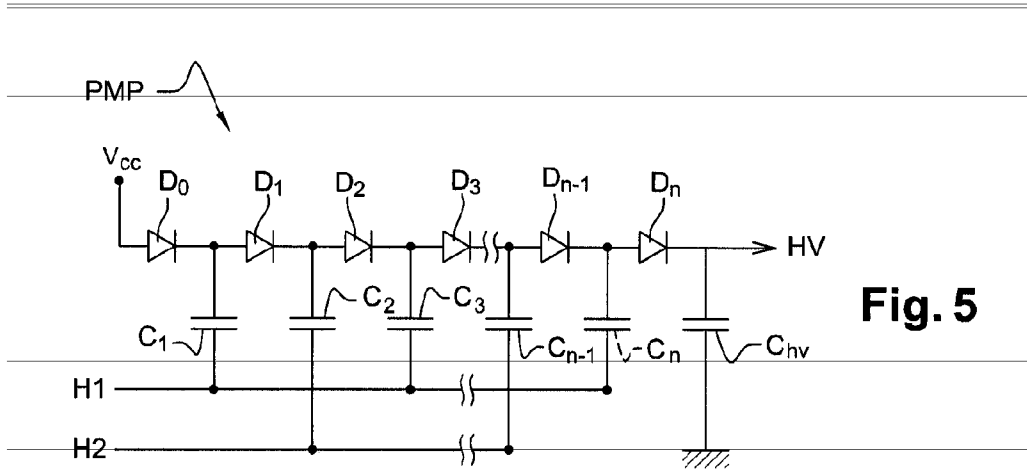 PMP
Vcc
D0 D1 D2 D3 Dn-1 Dn
HV
C1 C2 C3 Cn-1 Cn Chv
Fig. 5
H1
H2